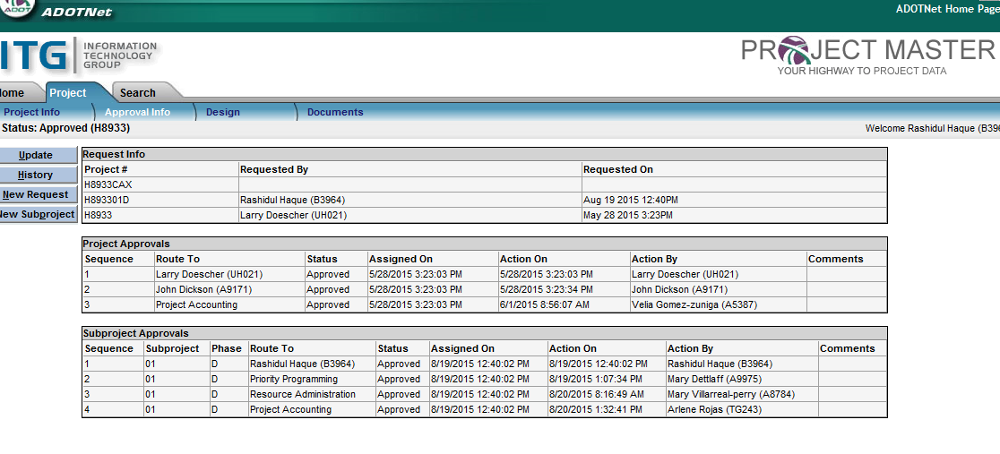 ADOT
ADOTNet
ADOTNet Home Page
ITG INFORMATION TECHNOLOGY GROUP
PROJECT MASTER
YOUR HIGHWAY TO PROJECT DATA
Home Project Search
Project Info Approval Info Design Documents
Status: Approved (H8933) Welcome Rashidul Haque (B396
Update
History
New Request
New Subproject
Request Info
Project # Requested By Requested On
H8933CAX
H893301D Rashidul Haque (B3964) Aug 19 2015 12:40PM
H8933 Larry Doescher (UH021) May 28 2015 3:23PM
Project Approvals
Sequence Route To Status Assigned On Action On Action By Comments
1 Larry Doescher (UH021) Approved 5/28/2015 3:23:03 PM 5/28/2015 3:23:03 PM Larry Doescher (UH021)
2 John Dickson (A9171) Approved 5/28/2015 3:23:03 PM 5/28/2015 3:23:34 PM John Dickson (A9171)
3 Project Accounting Approved 5/28/2015 3:23:03 PM 6/1/2015 8:56:07 AM Velia Gomez-zuniga (A5387)
Subproject Approvals
Sequence Subproject Phase Route To Status Assigned On Action On Action By Comments
1 01 D Rashidul Haque (B3964) Approved 8/19/2015 12:40:02 PM 8/19/2015 12:40:02 PM Rashidul Haque (B3964)
2 01 D Priority Programming Approved 8/19/2015 12:40:02 PM 8/19/2015 1:07:34 PM Mary Dettlaff (A9975)
3 01 D Resource Administration Approved 8/19/2015 12:40:02 PM 8/20/2015 8:16:49 AM Mary Villarreal-perry (A8784)
4 01 D Project Accounting Approved 8/19/2015 12:40:02 PM 8/20/2015 1:32:41 PM Arlene Rojas (TG243)